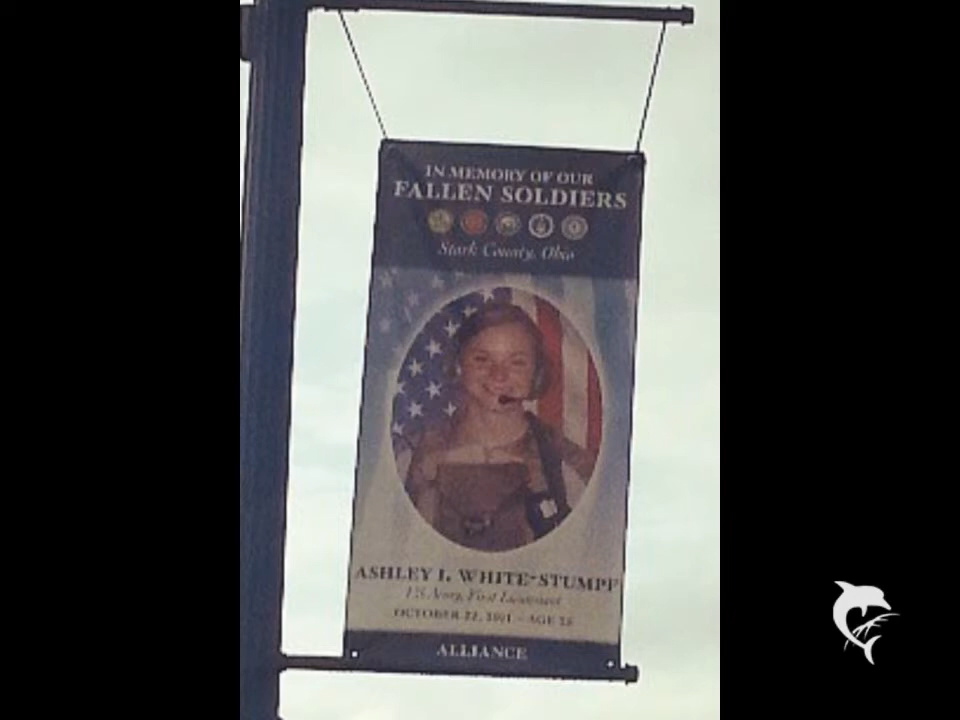 IN MEMORY OF OUR
FALLEN SOLDIERS
Stark County, Ohio
ASHLEY I. WHITE-STUMPF
US Army, First Lieutenant
OCTOBER 22, 2011 - AGE
ALLIANCE